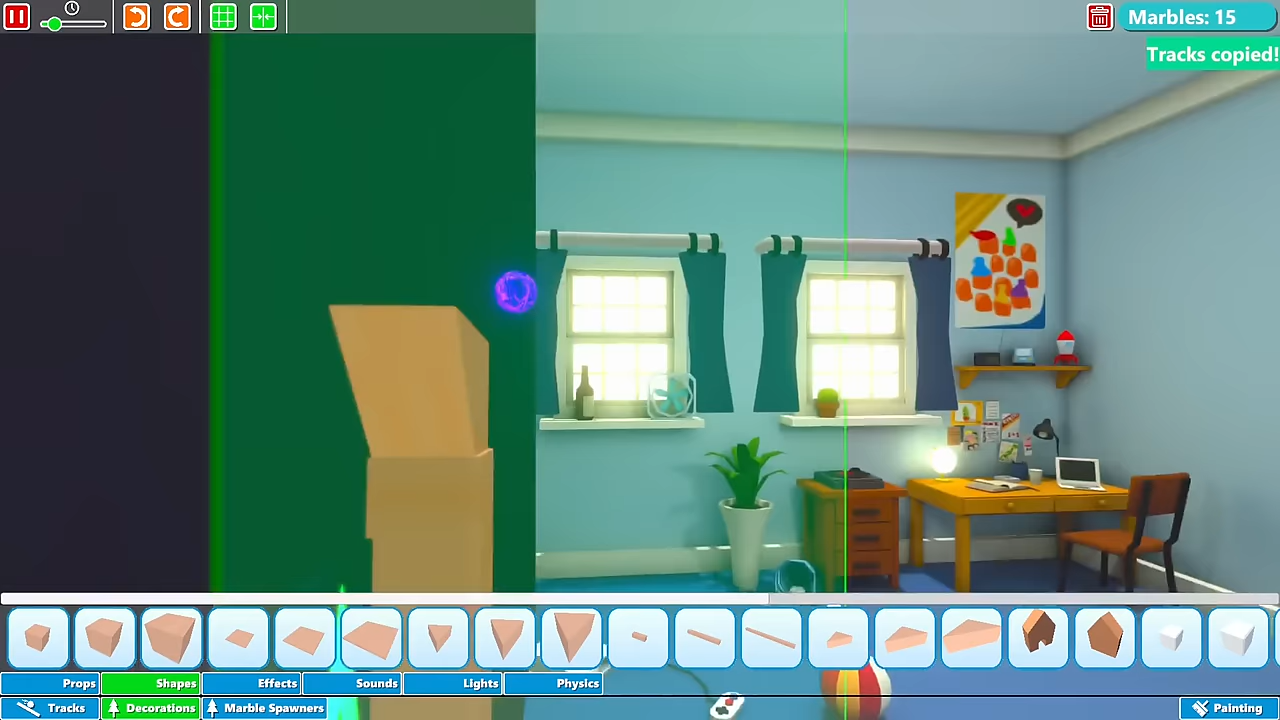 Marbles: 15
Tracks copied!
Props
Shapes
Effects
Sounds
Lights
Physics
Tracks
Decorations
Marble Spawners
Painting